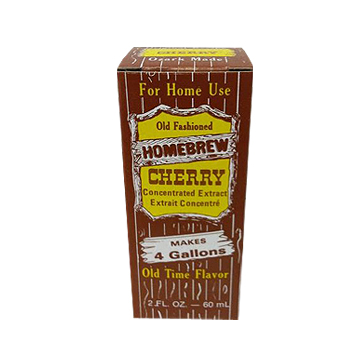 CHERRY
Ozark Made
For Home Use
Old Fashioned
HOMEBREW
CHERRY
Concentrated Extract
Extrait Concentré
MAKES
4 Gallons
Old Time Flavor
2 FL. OZ. — 60 mL